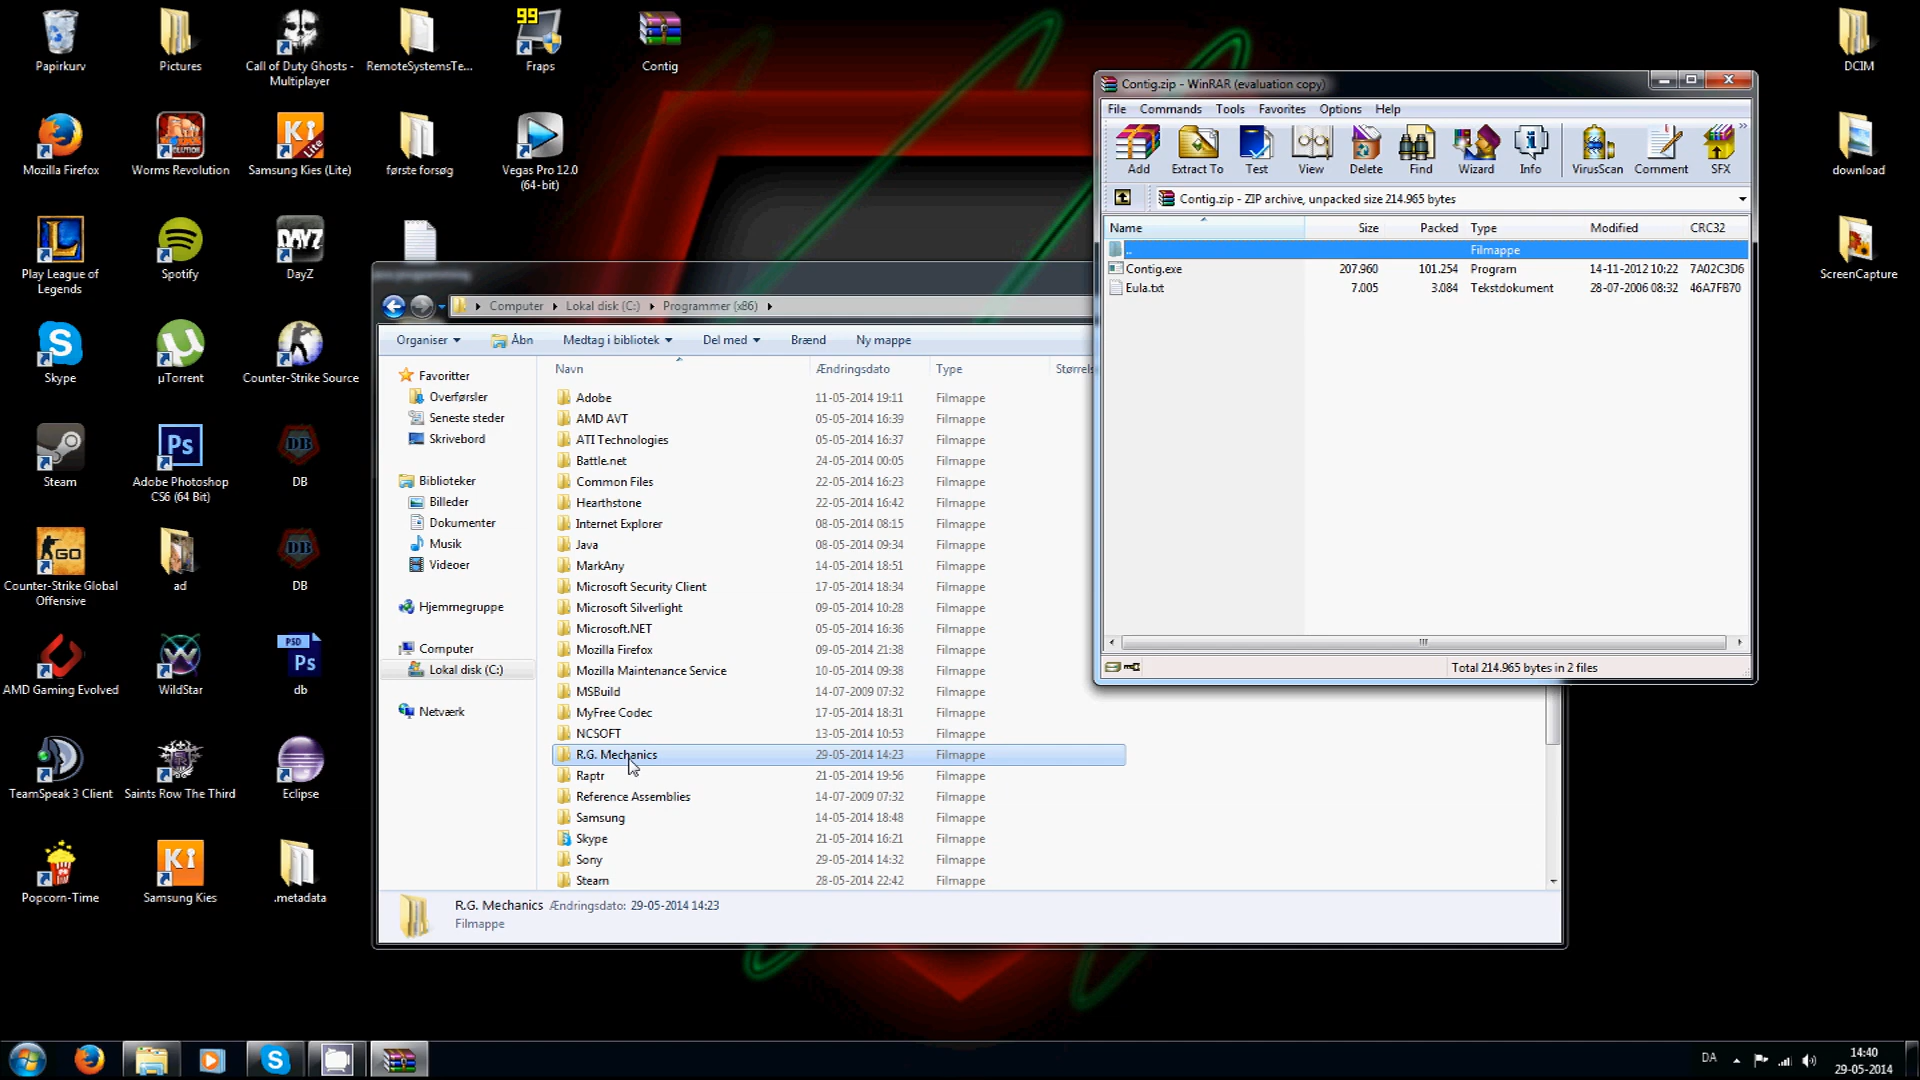 Papirkurv
Pictures
Call of Duty Ghosts -
Multiplayer
RemoteSystemsTe...
99
Fraps
Contig
DCIM
Mozilla Firefox
Worms Revolution
Lite
Samsung Kies (Lite)
første forsøg
Vegas Pro 12.0
(64-bit)
download
Play League of
Legends
Spotify
DAYZ
DayZ
ScreenCapture
Skype
µTorrent
Counter-Strike Source
Steam
Ps
Adobe Photoshop
CS6 (64 Bit)
DB
DB
GO
Counter-Strike Global
Offensive
ad
DB
DB
AMD Gaming Evolved
WildStar
PSD
Ps
db
TeamSpeak 3 Client
Saints Row The Third
Eclipse
Popcorn-Time
Samsung Kies
.metadata
Computer
Lokal disk (C:)
Programmer (x86)
Organiser
Åbn
Medtag i bibliotek
Del med
Brænd
Ny mappe
Favoritter
Overførsler
Seneste steder
Skrivebord
Biblioteker
Billeder
Dokumenter
Musik
Videoer
Hjemmegruppe
Computer
Lokal disk (C:)
Netværk
Navn Ændringsdato Type Størrels
Adobe 11-05-2014 19:11 Filmappe
AMD AVT 05-05-2014 16:39 Filmappe
ATI Technologies 05-05-2014 16:37 Filmappe
Battle.net 24-05-2014 00:05 Filmappe
Common Files 22-05-2014 16:23 Filmappe
Hearthstone 22-05-2014 16:42 Filmappe
Internet Explorer 08-05-2014 08:15 Filmappe
Java 08-05-2014 09:34 Filmappe
MarkAny 14-05-2014 18:51 Filmappe
Microsoft Security Client 17-05-2014 18:34 Filmappe
Microsoft Silverlight 09-05-2014 10:28 Filmappe
Microsoft.NET 05-05-2014 16:36 Filmappe
Mozilla Firefox 09-05-2014 21:38 Filmappe
Mozilla Maintenance Service 10-05-2014 09:38 Filmappe
MSBuild 14-07-2009 07:32 Filmappe
MyFree Codec 17-05-2014 18:31 Filmappe
NCSOFT 13-05-2014 10:53 Filmappe
R.G. Mechanics 29-05-2014 14:23 Filmappe
Raptr 21-05-2014 19:56 Filmappe
Reference Assemblies 14-07-2009 07:32 Filmappe
Samsung 14-05-2014 18:48 Filmappe
Skype 21-05-2014 16:21 Filmappe
Sony 29-05-2014 14:32 Filmappe
Steam 28-05-2014 22:42 Filmappe
R.G. Mechanics Ændringsdato: 29-05-2014 14:23
Filmappe
Contig.zip - WinRAR (evaluation copy)
File Commands Tools Favorites Options Help
Add Extract To Test View Delete Find Wizard Info VirusScan Comment SFX
Contig.zip - ZIP archive, unpacked size 214.965 bytes
Name Size Packed Type Modified CRC32
.. Filmappe
Contig.exe 207.960 101.254 Program 14-11-2012 10:22 7A02C3D6
Eula.txt 7.005 3.084 Tekstdokument 28-07-2006 08:32 46A7FB70
Total 214.965 bytes in 2 files
DA
14:40
29-05-2014